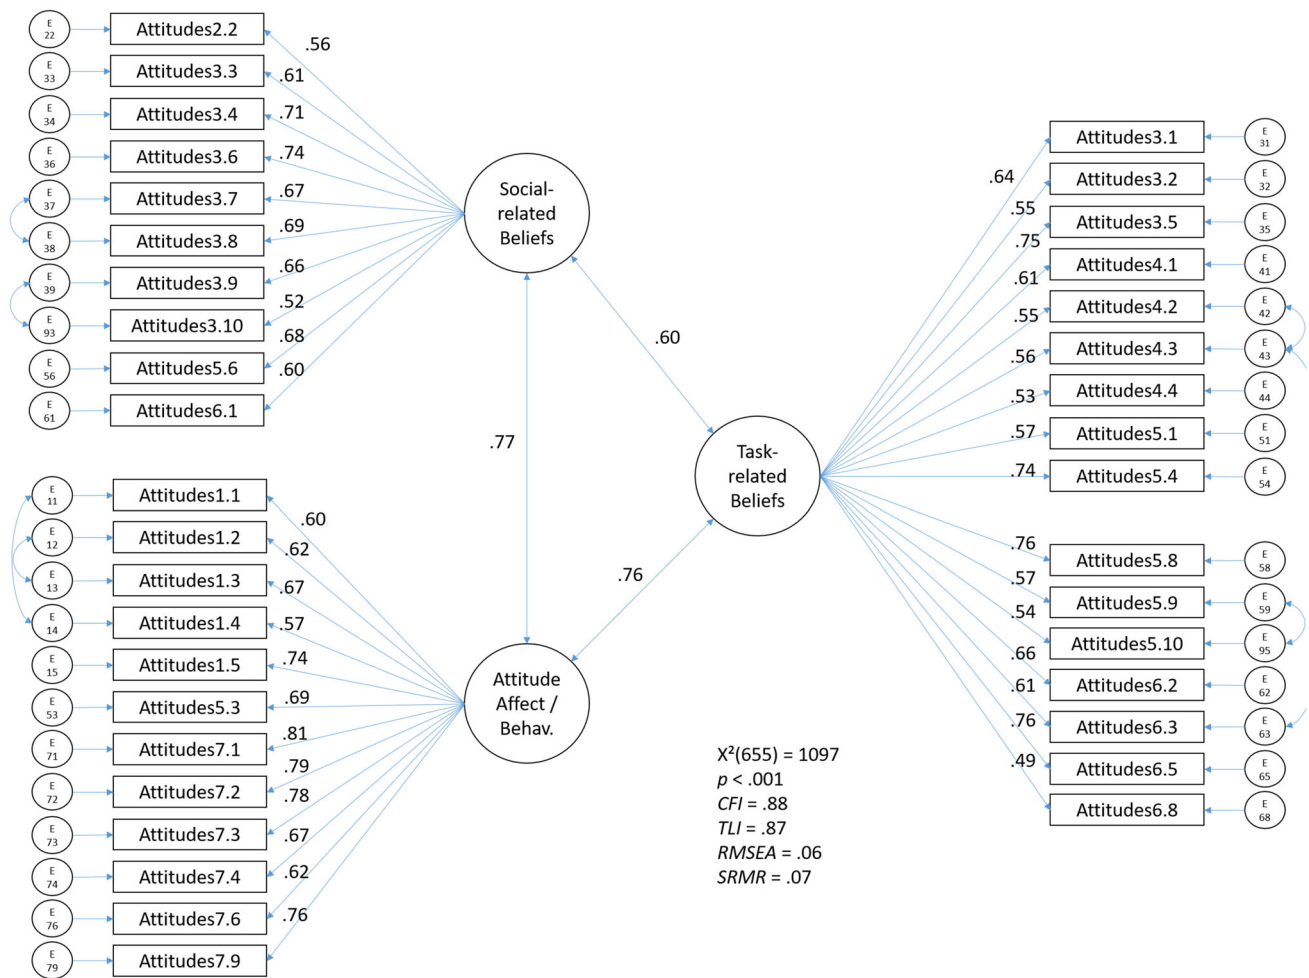 E
22
Attitudes2.2
.56
E
33
Attitudes3.3
.61
E
34
Attitudes3.4
.71
E
36
Attitudes3.6
.74
E
37
Attitudes3.7
.67
E
38
Attitudes3.8
.69
E
39
Attitudes3.9
.66
E
93
Attitudes3.10
.52
E
56
Attitudes5.6
.68
E
61
Attitudes6.1
.60
Social-
related
Beliefs
.60
.77
.76
Task-
related
Beliefs
E
11
Attitudes1.1
.60
E
12
Attitudes1.2
.62
E
13
Attitudes1.3
.67
E
14
Attitudes1.4
.57
E
15
Attitudes1.5
.74
E
53
Attitudes5.3
.69
E
71
Attitudes7.1
.81
E
72
Attitudes7.2
.79
E
73
Attitudes7.3
.78
E
74
Attitudes7.4
.67
E
76
Attitudes7.6
.62
E
79
Attitudes7.9
.76
Attitude
Affect /
Behav.
.64
Attitudes3.1
E
31
.55
Attitudes3.2
E
32
.75
Attitudes3.5
E
35
.61
Attitudes4.1
E
41
.55
Attitudes4.2
E
42
.56
Attitudes4.3
E
43
.53
Attitudes4.4
E
44
.57
Attitudes5.1
E
51
.74
Attitudes5.4
E
54
.76
Attitudes5.8
E
58
.57
Attitudes5.9
E
59
.54
Attitudes5.10
E
95
.66
Attitudes6.2
E
62
.61
Attitudes6.3
E
63
.76
Attitudes6.5
E
65
.49
Attitudes6.8
E
68
X²(655) = 1097
p < .001
CFI = .88
TLI = .87
RMSEA = .06
SRMR = .07